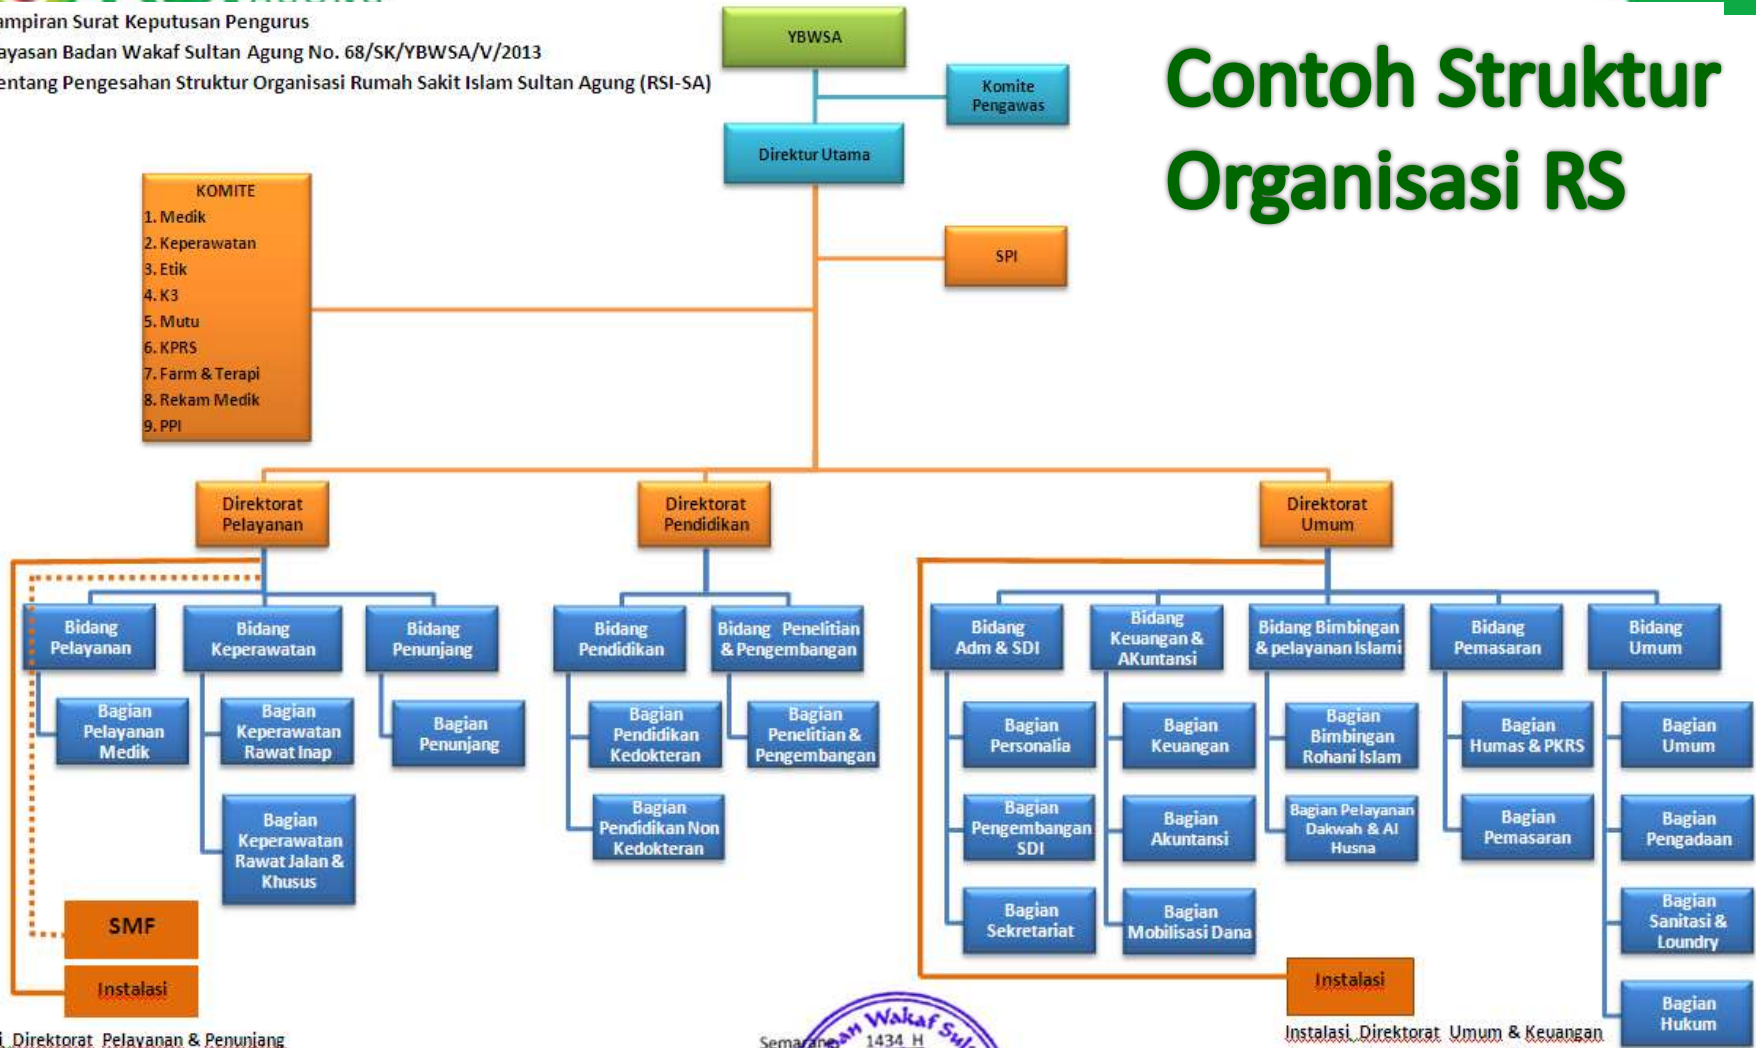 ampiran Surat Keputusan Pengurus
ayasan Badan Wakaf Sultan Agung No. 68/SK/YBWSA/V/2013
entang Pengesahan Struktur Organisasi Rumah Sakit Islam Sultan Agung (RSI-SA)
Contoh Struktur
Organisasi RS
YBWSA
Komite
Pengawas
Direktur Utama
KOMITE
1. Medik
2. Keperawatan
3. Etik
4. K3
5. Mutu
6. KPRS
7. Farm & Terapi
8. Rekam Medik
9. PPI
SPI
Direktorat
Pelayanan
Direktorat
Pendidikan
Direktorat
Umum
Bidang
Pelayanan
Bidang
Keperawatan
Bidang
Penunjang
Bidang
Pendidikan
Bidang Penelitian
& Pengembangan
Bidang
Adm & SDI
Bidang
Keuangan &
AKuntansi
Bidang Bimbingan
& pelayanan Islami
Bidang
Pemasaran
Bidang
Umum
Bagian
Pelayanan
Medik
Bagian
Keperawatan
Rawat Inap
Bagian
Penunjang
Bagian
Pendidikan
Kedokteran
Bagian
Penelitian &
Pengembangan
Bagian
Personalia
Bagian
Keuangan
Bagian
Bimbingan
Rohani Islam
Bagian
Humas & PKRS
Bagian
Umum
Bagian
Keperawatan
Rawat Jalan &
Khusus
Bagian
Pendidikan Non
Kedokteran
Bagian
Pengembangan
SDI
Bagian
Akuntansi
Bagian Pelayanan
Dakwah & Al
Husna
Bagian
Pemasaran
Bagian
Pengadaan
Bagian
Sekretariat
Bagian
Mobilisasi Dana
Bagian
Sanitasi &
Loundry
SMF
Instalasi
Instalasi
Bagian
Hukum
i Direktorat Pelayanan & Penunjang
Semarang
an Wakaf Sul
1434 H
Instalasi Direktorat Umum & Keuangan